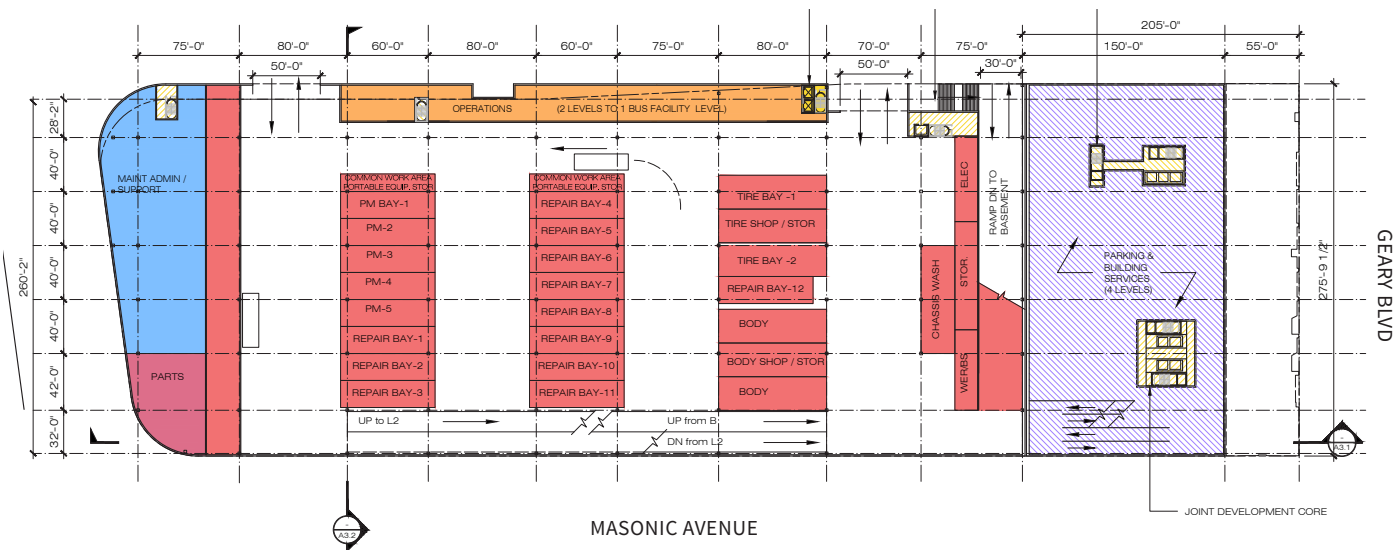 205'-0"
75'-0"
80'-0"
60'-0"
80'-0"
60'-0"
75'-0"
80'-0"
70'-0"
75'-0"
150'-0"
55'-0"
50'-0"
50'-0"
30'-0"
OPERATIONS
(2 LEVELS TO 1 BUS FACILITY LEVEL)
260'-2"
28'-2"
40'-0"
40'-0"
40'-0"
40'-0"
42'-0"
32'-0"
MAINT ADMIN /
SUPPORT
PARTS
COMMON WORK AREA
PORTABLE EQUIP. STOR
PM BAY-1
PM-2
PM-3
PM-4
PM-5
REPAIR BAY-1
REPAIR BAY-2
REPAIR BAY-3
COMMON WORK AREA
PORTABLE EQUIP. STOR
REPAIR BAY-4
REPAIR BAY-5
REPAIR BAY-6
REPAIR BAY-7
REPAIR BAY-8
REPAIR BAY-9
REPAIR BAY-10
REPAIR BAY-11
TIRE BAY -1
TIRE SHOP / STOR
TIRE BAY -2
REPAIR BAY-12
BODY
BODY SHOP / STOR
BODY
CHASSIS WASH
ELEC
STOR.
WER/BS
RAMP DN TO
BASEMENT
PARKING &
BUILDING
SERVICES
(4 LEVELS)
275'-9 1/2"
GEARY BLVD
UP to L2
UP from B
DN from L2
-
A3.1
-
A3.2
MASONIC AVENUE
JOINT DEVELOPMENT CORE